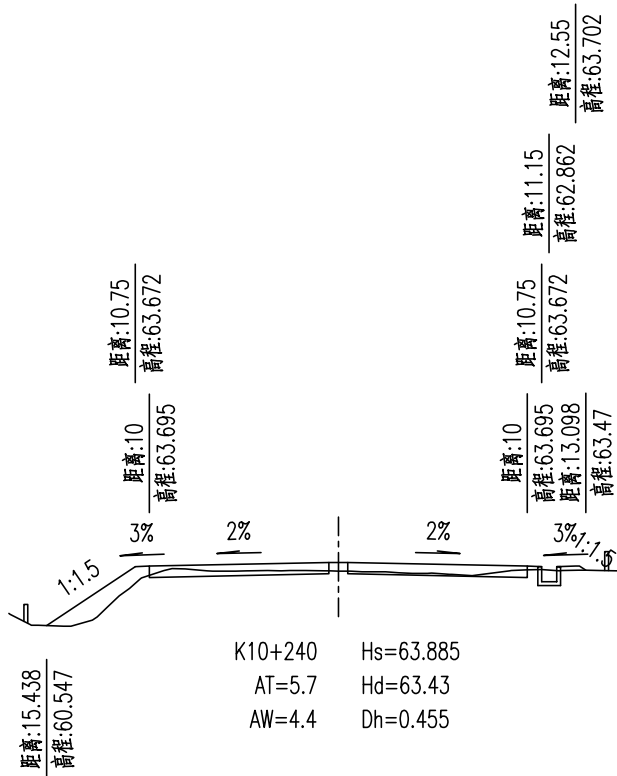 距离:12.55
高程:63.702
距离:11.15
高程:62.862
距离:10.75
高程:63.672
距离:10.75
高程:63.672
距离:10
高程:63.695
距离:10
高程:63.695
距离:13.098
高程:63.47
3%
2%
2%
3%
1:1.5
1:1.5
K10+240 Hs=63.885
AT=5.7 Hd=63.43
AW=4.4 Dh=0.455
距离:15.438
高程:60.547